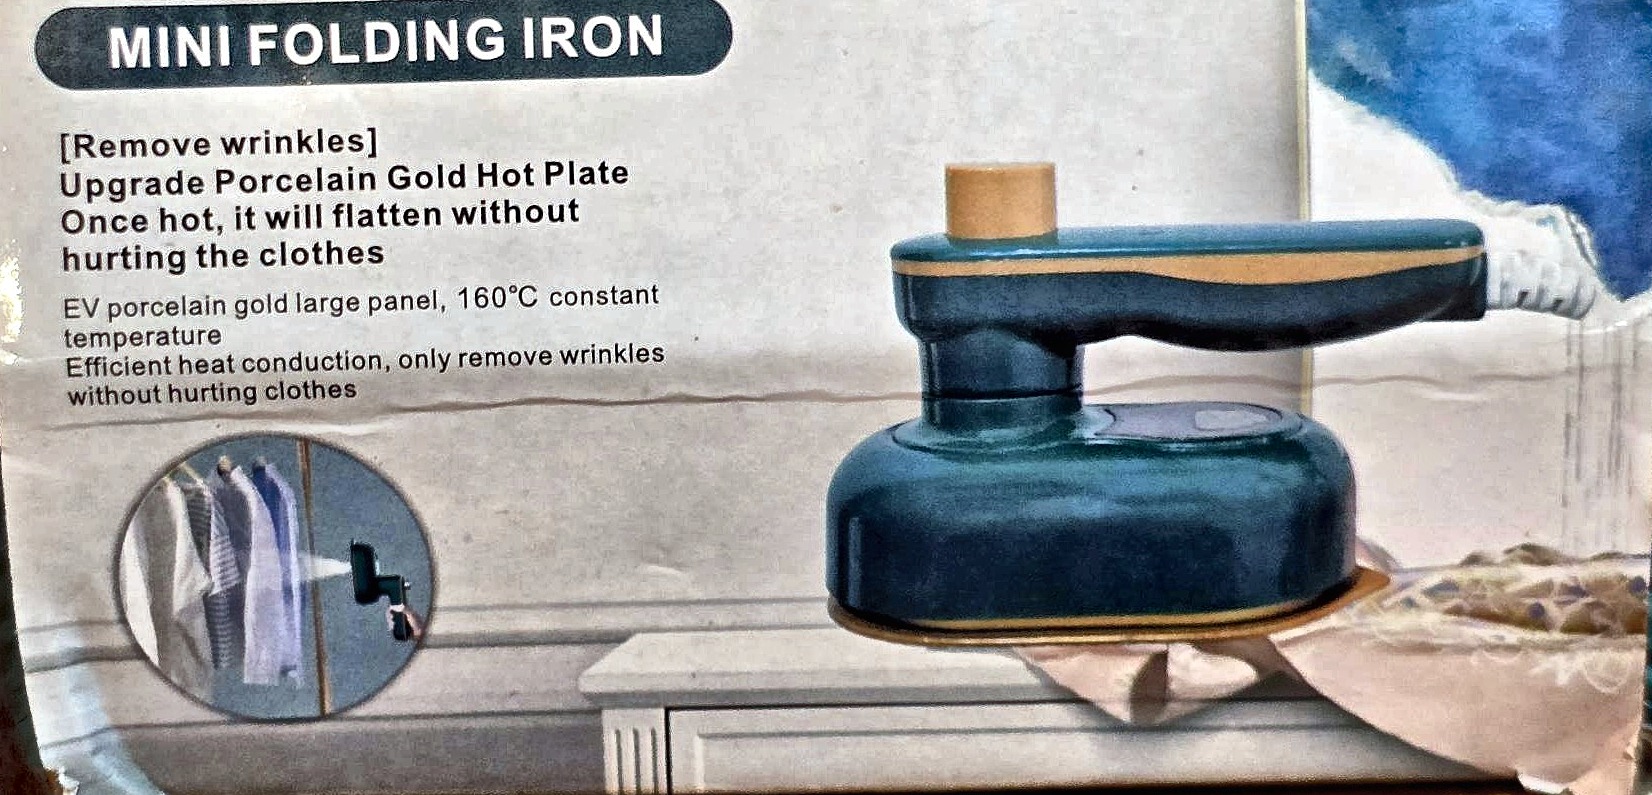 MINI FOLDING IRON
[Remove wrinkles]
Upgrade Porcelain Gold Hot Plate
Once hot, it will flatten without
hurting the clothes
EV porcelain gold large panel, 160°C constant
temperature
Efficient heat conduction, only remove wrinkles
without hurting clothes